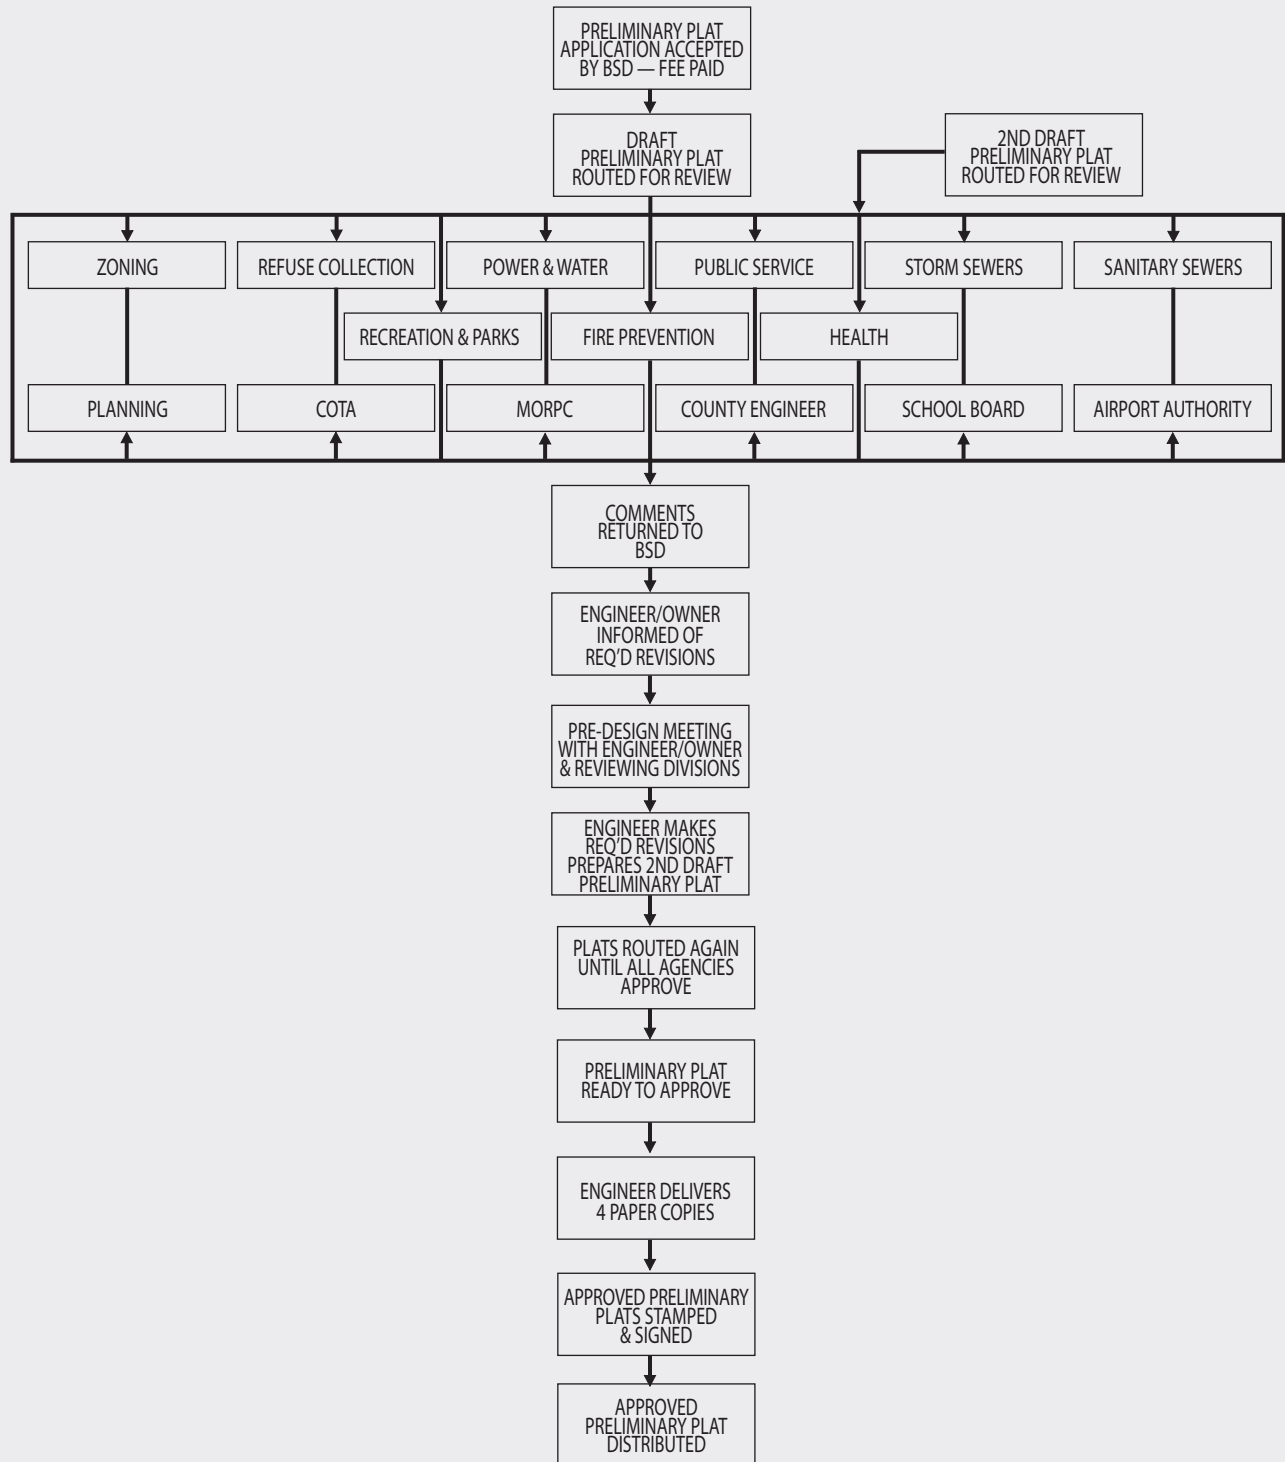 PRELIMINARY PLAT
APPLICATION ACCEPTED
BY BSD — FEE PAID
DRAFT
PRELIMINARY PLAT
ROUTED FOR REVIEW
2ND DRAFT
PRELIMINARY PLAT
ROUTED FOR REVIEW
ZONING
REFUSE COLLECTION
POWER & WATER
PUBLIC SERVICE
STORM SEWERS
SANITARY SEWERS
RECREATION & PARKS
FIRE PREVENTION
HEALTH
PLANNING
COTA
MORPC
COUNTY ENGINEER
SCHOOL BOARD
AIRPORT AUTHORITY
COMMENTS
RETURNED TO
BSD
ENGINEER/OWNER
INFORMED OF
REQ'D REVISIONS
PRE-DESIGN MEETING
WITH ENGINEER/OWNER
& REVIEWING DIVISIONS
ENGINEER MAKES
REQ'D REVISIONS
PREPARES 2ND DRAFT
PRELIMINARY PLAT
PLATS ROUTED AGAIN
UNTIL ALL AGENCIES
APPROVE
PRELIMINARY PLAT
READY TO APPROVE
ENGINEER DELIVERS
4 PAPER COPIES
APPROVED PRELIMINARY
PLATS STAMPED
& SIGNED
APPROVED
PRELIMINARY PLAT
DISTRIBUTED